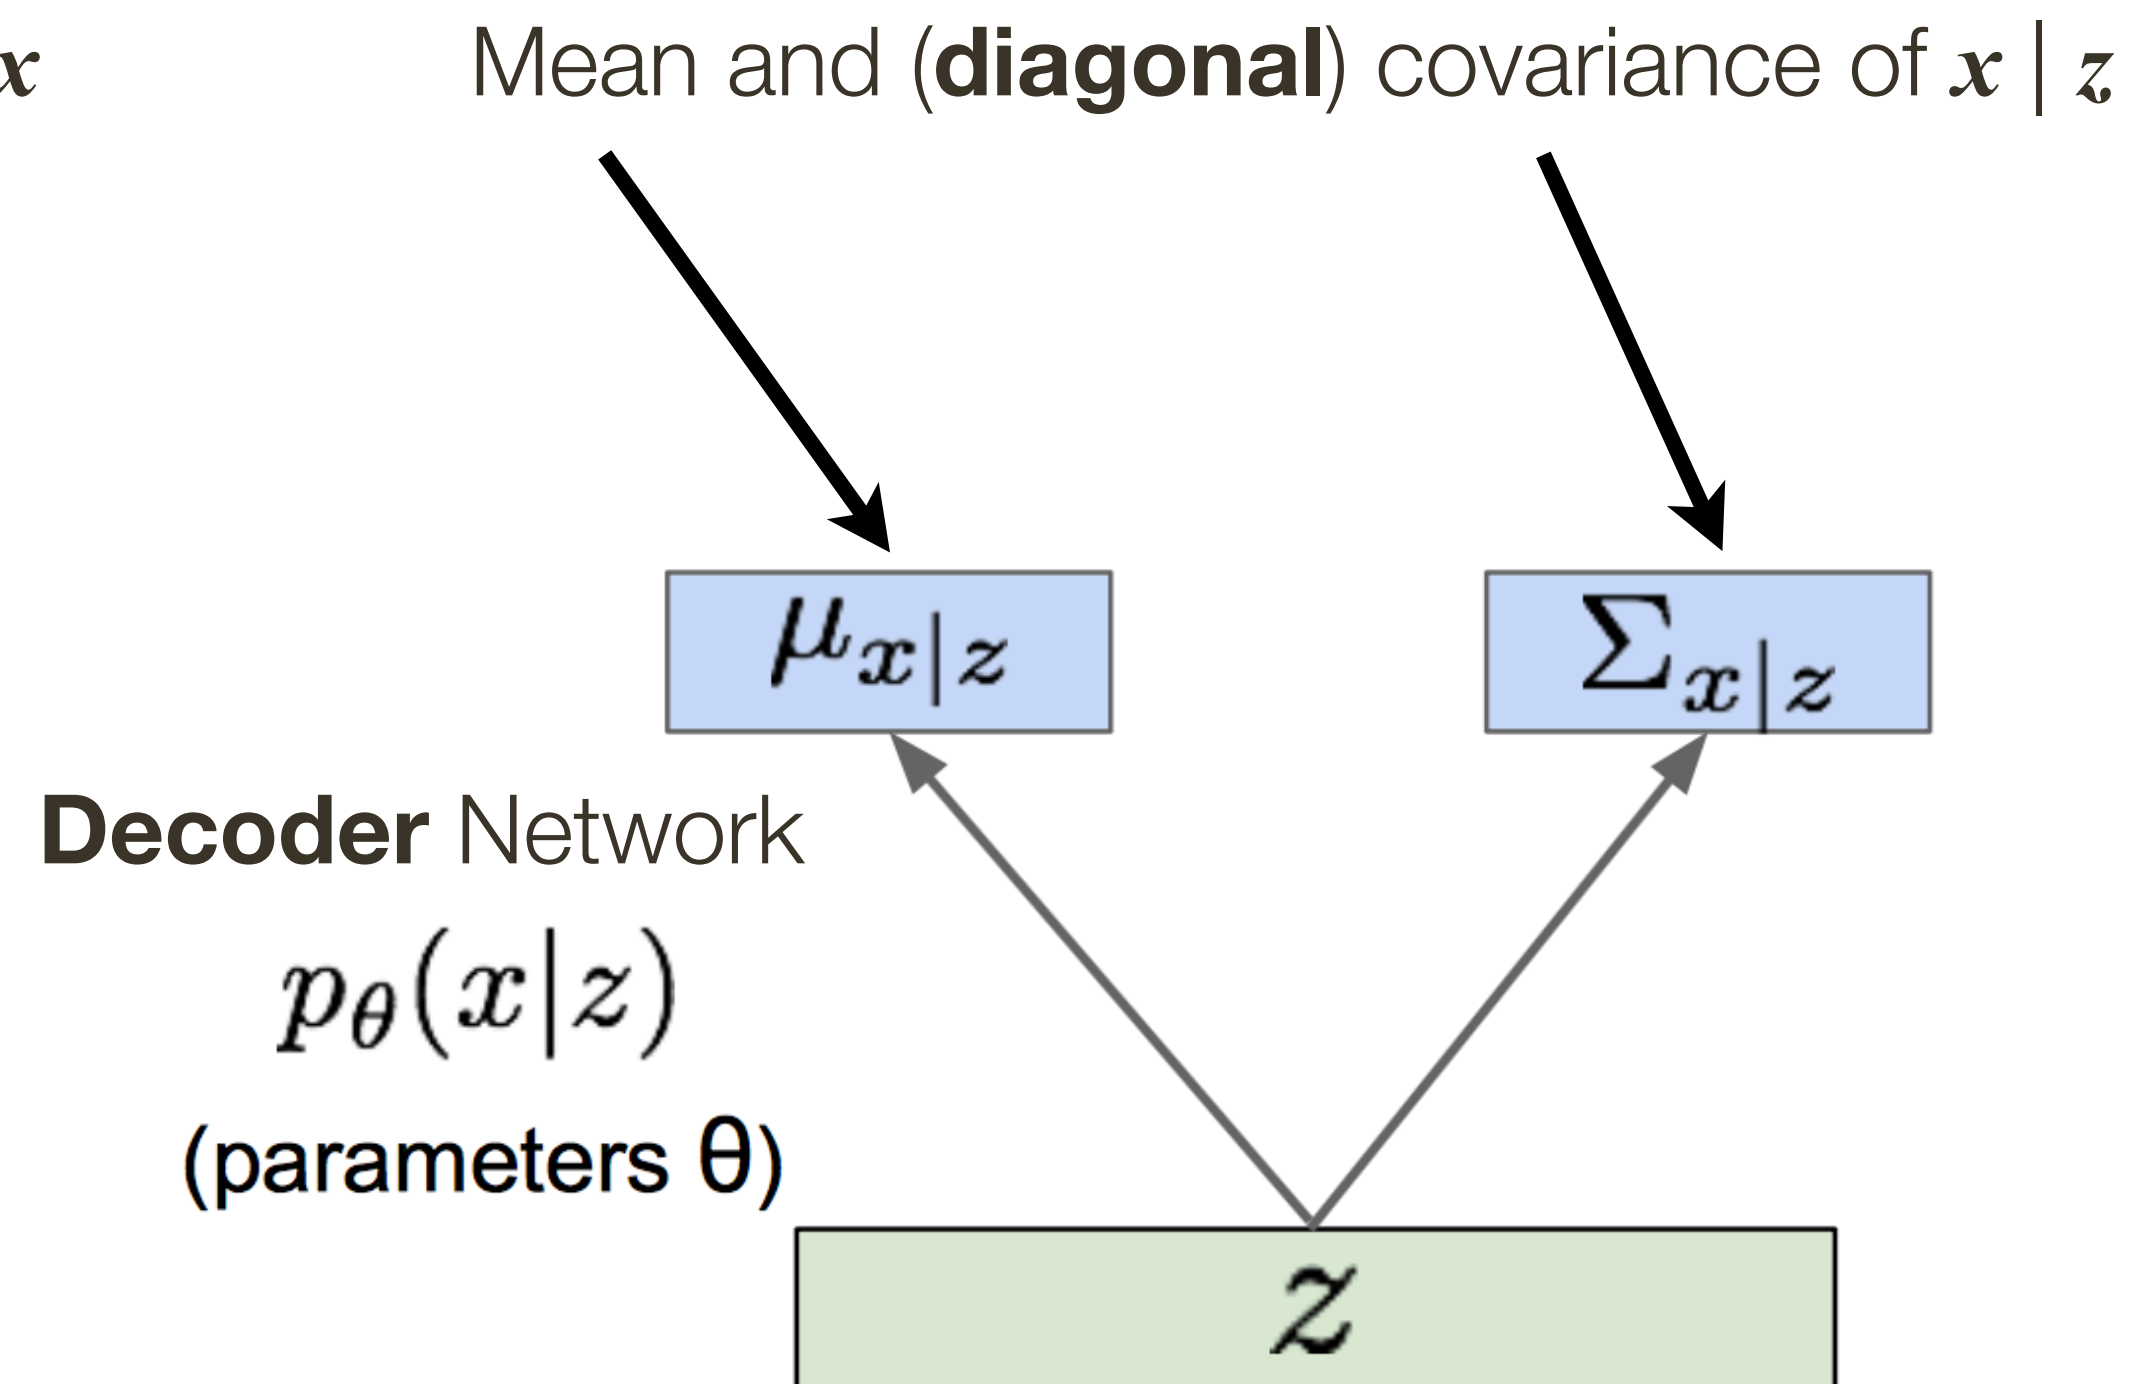 x Mean and (diagonal) covariance of x | z
μx|z Σx|z
Decoder Network
pθ(x|z)
(parameters θ)
z